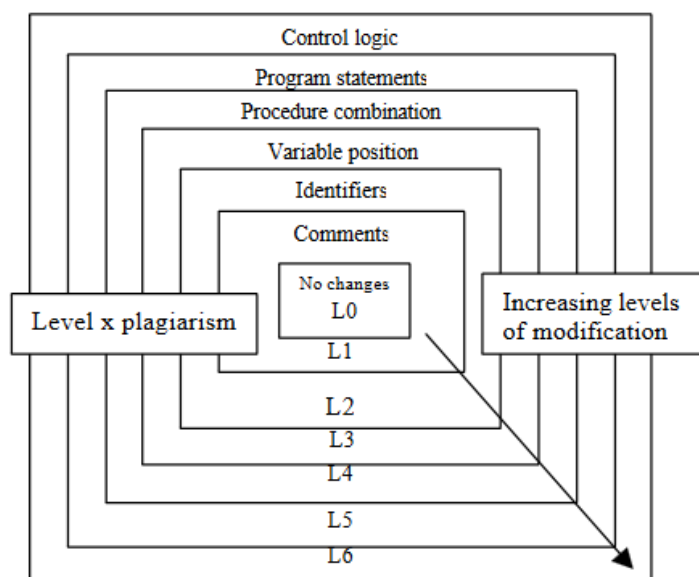 Control logic
Program statements
Procedure combination
Variable position
Identifiers
Comments
No changes
L0
Level x plagiarism
Increasing levels
of modification
L1
L2
L3
L4
L5
L6